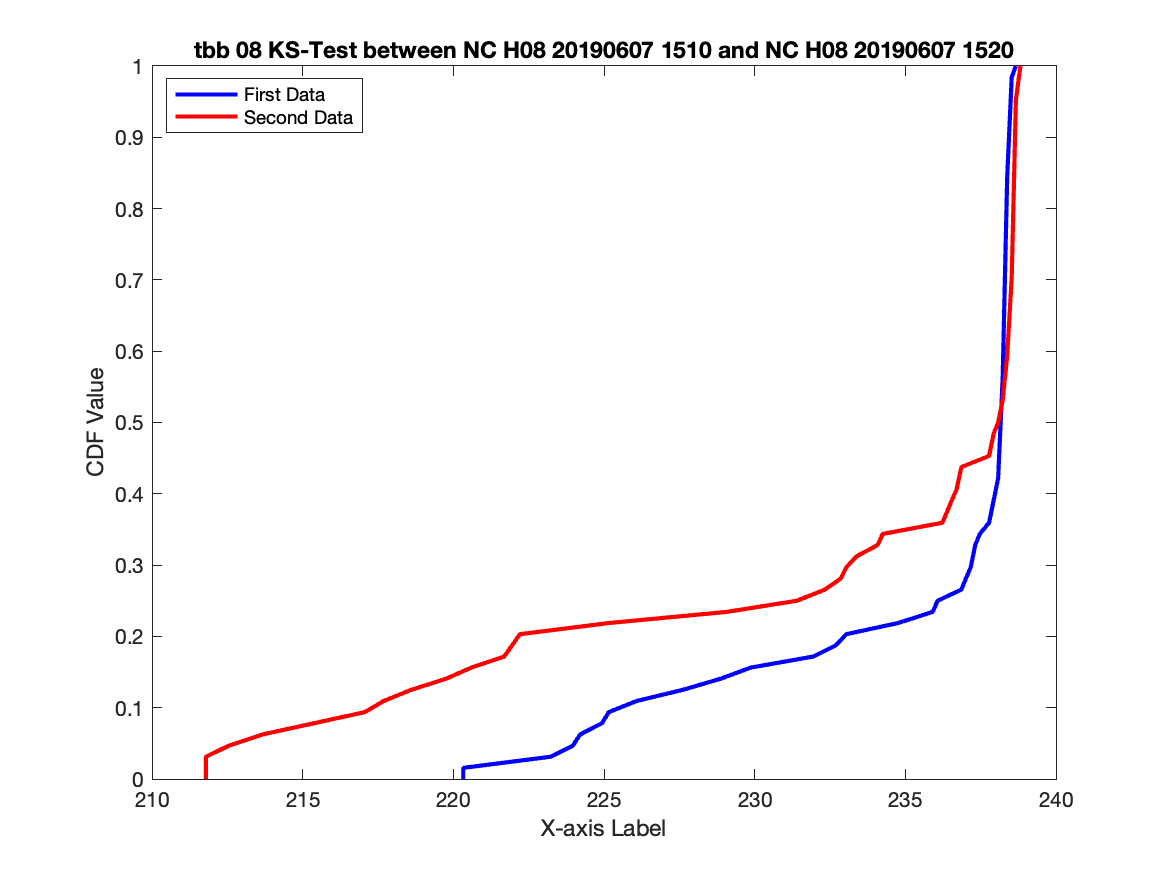 tbb 08 KS-Test between NC H08 20190607 1510 and NC H08 20190607 1520
First Data
Second Data
1
0.9
0.8
0.7
0.6
0.5
0.4
0.3
0.2
0.1
0
CDF Value
210 215 220 225 230 235 240
X-axis Label